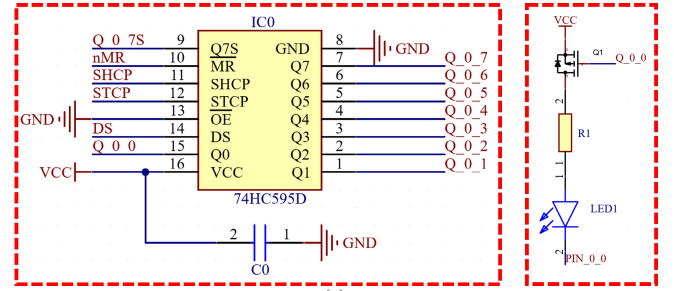 IC0
Q_0_7S 9 Q7S GND 8 GND
nMR 10 MR Q7 7 Q_0_7
SHCP 11 SHCP Q6 6 Q_0_6
STCP 12 STCP Q5 5 Q_0_5
GND 13 OE Q4 4 Q_0_4
DS 14 DS Q3 3 Q_0_3
Q_0_0 15 Q0 Q2 2 Q_0_2
VCC 16 VCC Q1 1 Q_0_1
74HC595D
2 1 GND
C0
VCC
Q1 Q_0_0
2
R1
1
1
LED1
2
PIN_0_0